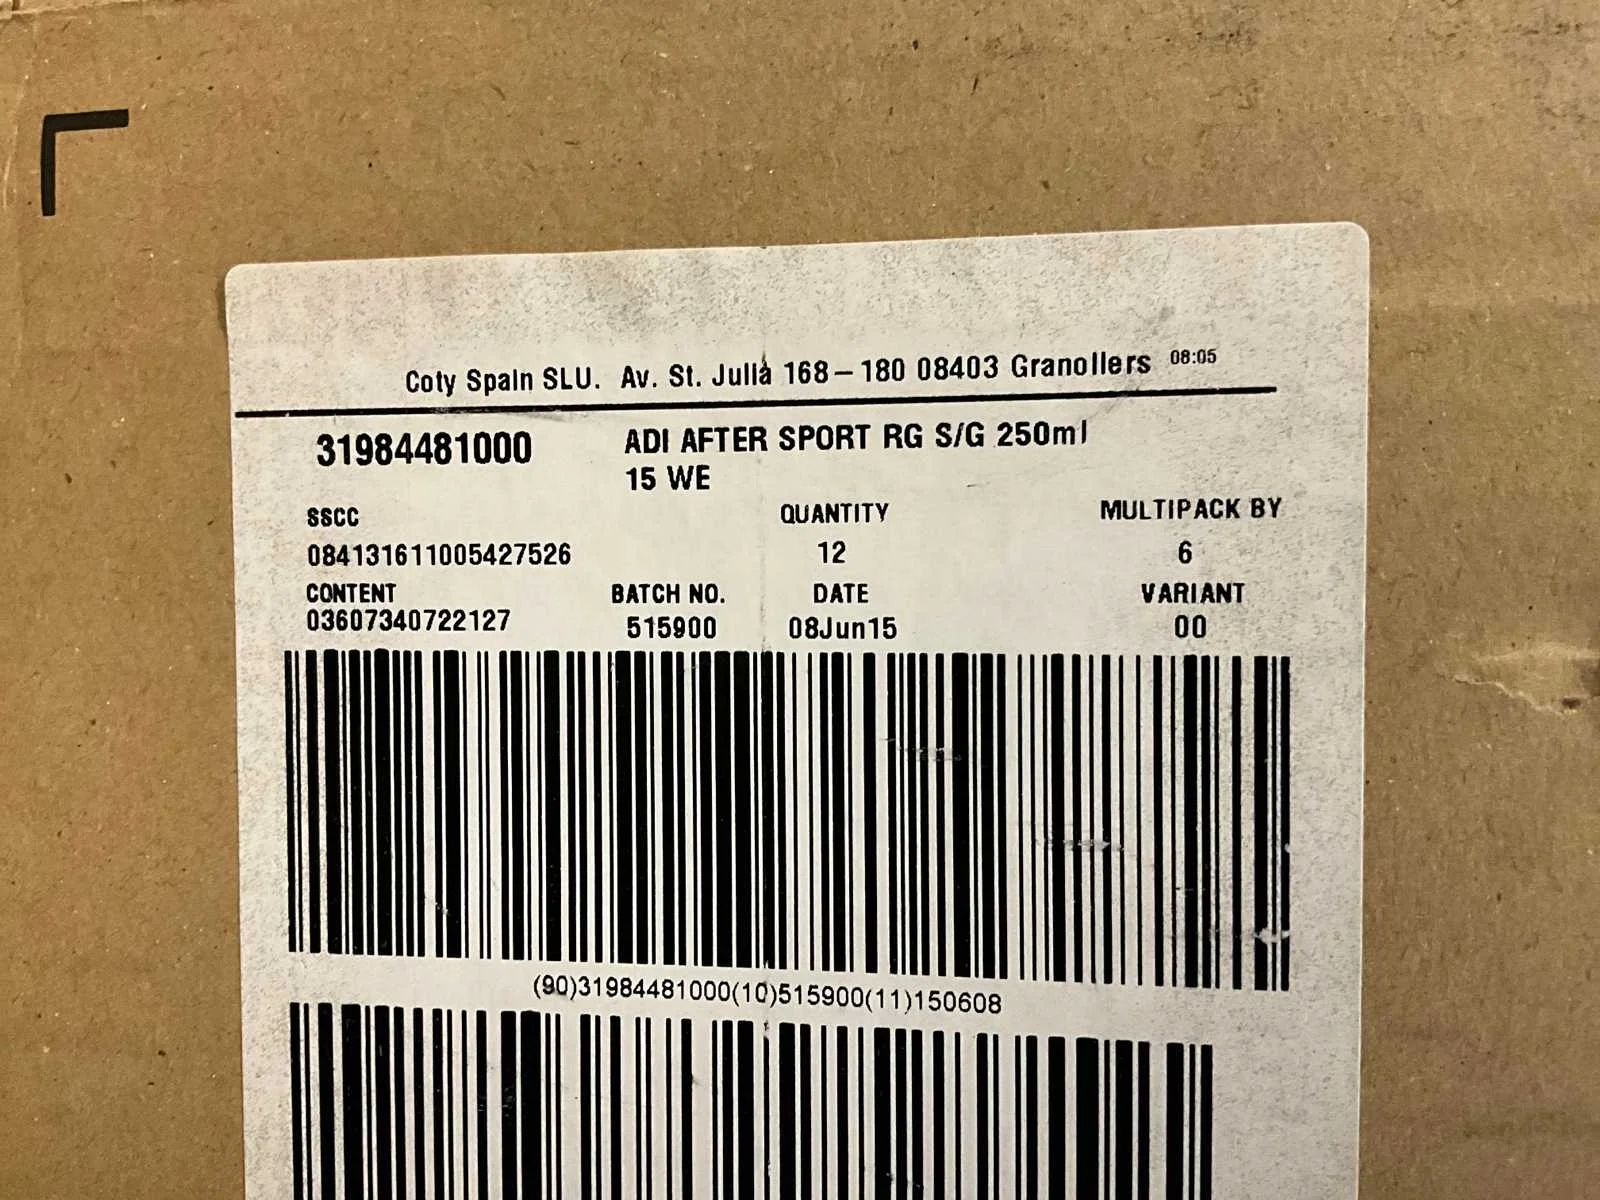 Coty Spain SLU. Av. St. Julià 168-180 08403 Granollers 08:05
31984481000 ADI AFTER SPORT RG S/G 250ml
15 WE
SSCC QUANTITY MULTIPACK BY
084131611005427526 12 6
CONTENT BATCH NO. DATE VARIANT
03607340722127 515900 08Jun15 00
(90)31984481000(10)515900(11)150608